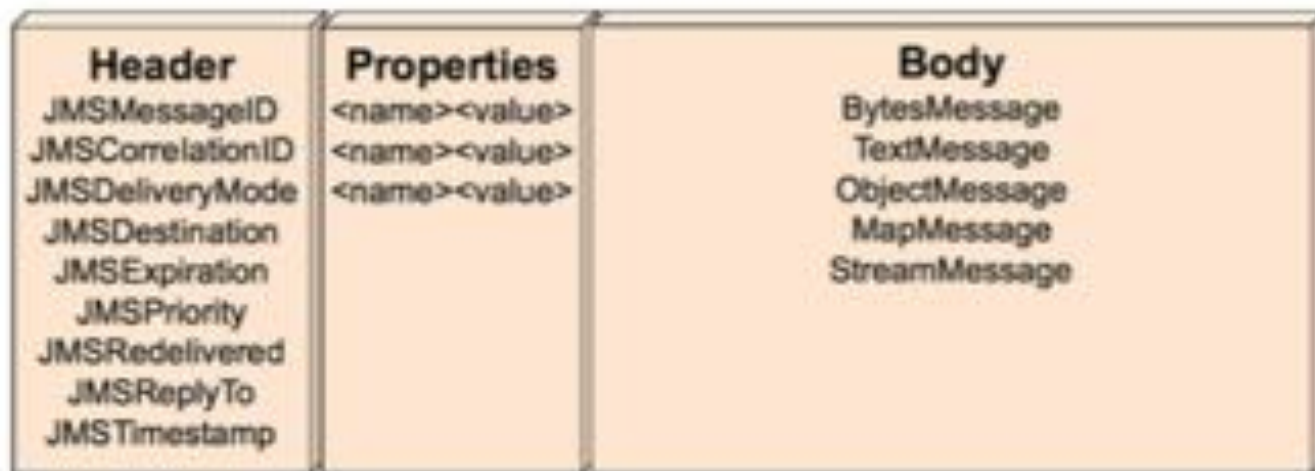 Header
JMSMessageID
JMSCorrelationID
JMSDeliveryMode
JMSDestination
JMSExpiration
JMSPriority
JMSRedelivered
JMSReplyTo
JMSTimestamp
Properties
<name><value>
<name><value>
<name><value>
Body
BytesMessage
TextMessage
ObjectMessage
MapMessage
StreamMessage